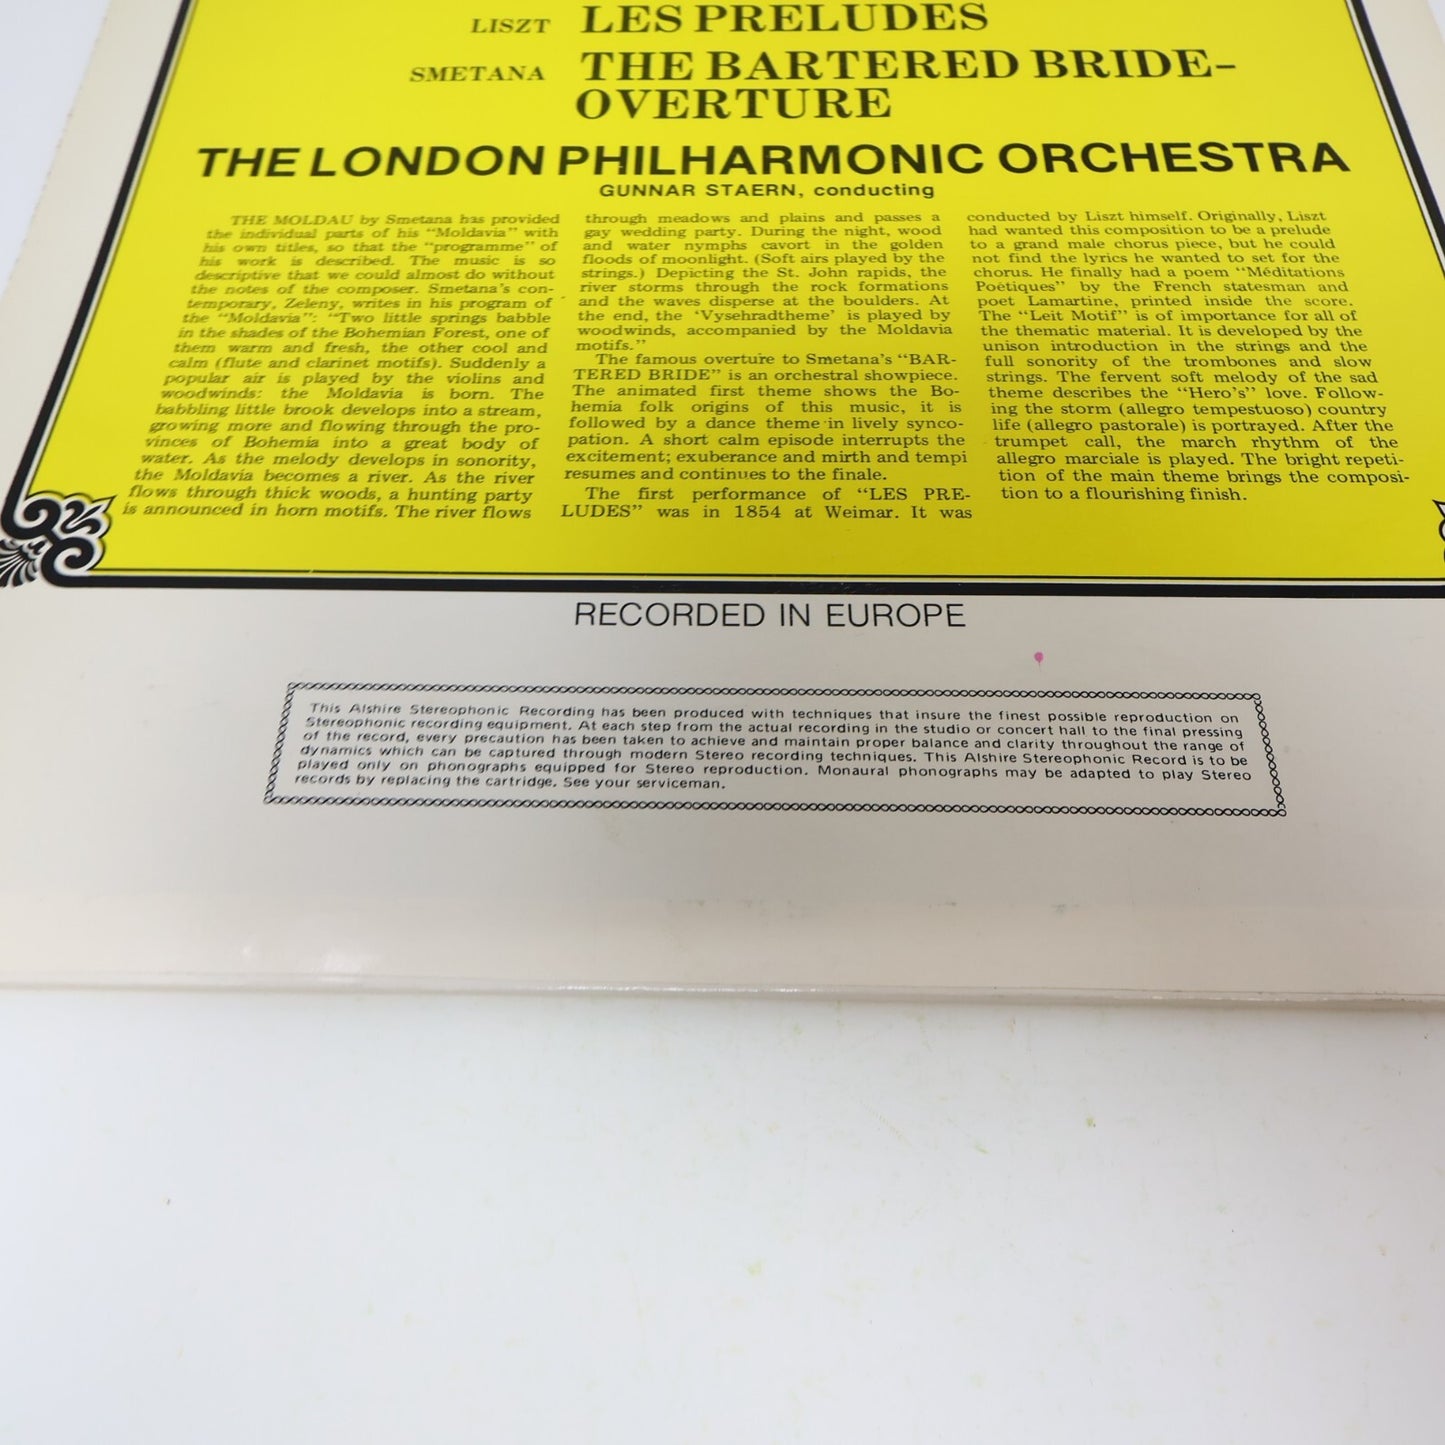 LISZT LES PRELUDES
SMETANA THE BARTERED BRIDE-
OVERTURE
THE LONDON PHILHARMONIC ORCHESTRA
GUNNAR STAERN, conducting
THE MOLDAU by Smetana has provided
the individual parts of his "Moldavia" with
his own titles, so that the "programme" of
his work is described. The music is so
descriptive that we could almost do without
the notes of the composer. Smetana's con-
temporary, Zeleny, writes in his program of
the "Moldavia": "Two little springs babble
in the shades of the Bohemian Forest, one of
them warm and fresh, the other cool and
calm (flute and clarinet motifs). Suddenly a
popular air is played by the violins and
woodwinds: the Moldavia is born. The
babbling little brook develops into a stream,
growing more and flowing through the pro-
vinces of Bohemia into a great body of
water. As the melody develops in sonority,
the Moldavia becomes a river. As the river
flows through thick woods, a hunting party
is announced in horn motifs. The river flows
through meadows and plains and passes a
gay wedding party. During the night, wood
and water nymphs cavort in the golden
floods of moonlight. (Soft airs played by the
strings.) Depicting the St. John rapids, the
river storms through the rock formations
and the waves disperse at the boulders. At
the end, the 'Vysehradtheme' is played by
woodwinds, accompanied by the Moldavia
motifs."
The famous overture to Smetana's "BAR-
TERED BRIDE" is an orchestral showpiece.
The animated first theme shows the Bo-
hemia folk origins of this music, it is
followed by a dance theme in lively synco-
pation. A short calm episode interrupts the
excitement; exuberance and mirth and tempi
resumes and continues to the finale.
The first performance of "LES PRE-
LUDES" was in 1854 at Weimar. It was
conducted by Liszt himself. Originally, Liszt
had wanted this composition to be a prelude
to a grand male chorus piece, but he could
not find the lyrics he wanted to set for the
chorus. He finally had a poem "Méditations
Poétiques" by the French statesman and
poet Lamartine, printed inside the score.
The "Leit Motif" is of importance for all of
the thematic material. It is developed by the
unison introduction in the strings and the
full sonority of the trombones and slow
strings. The fervent soft melody of the sad
theme describes the "Hero's" love. Follow-
ing the storm (allegro tempestuoso) country
life (allegro pastorale) is portrayed. After the
trumpet call, the march rhythm of the
allegro marciale is played. The bright repeti-
tion of the main theme brings the composi-
tion to a flourishing finish.
RECORDED IN EUROPE
This Alshire Stereophonic Recording has been produced with techniques that insure the finest possible reproduction on
Stereophonic recording equipment. At each step from the actual recording in the studio or concert hall to the final pressing
of the record, every precaution has been taken to achieve and maintain proper balance and clarity throughout the range of
dynamics which can be captured through modern Stereo recording techniques. This Alshire Stereophonic Record is to be
played only on phonographs equipped for Stereo reproduction. Monaural phonographs may be adapted to play Stereo
records by replacing the cartridge. See your serviceman.